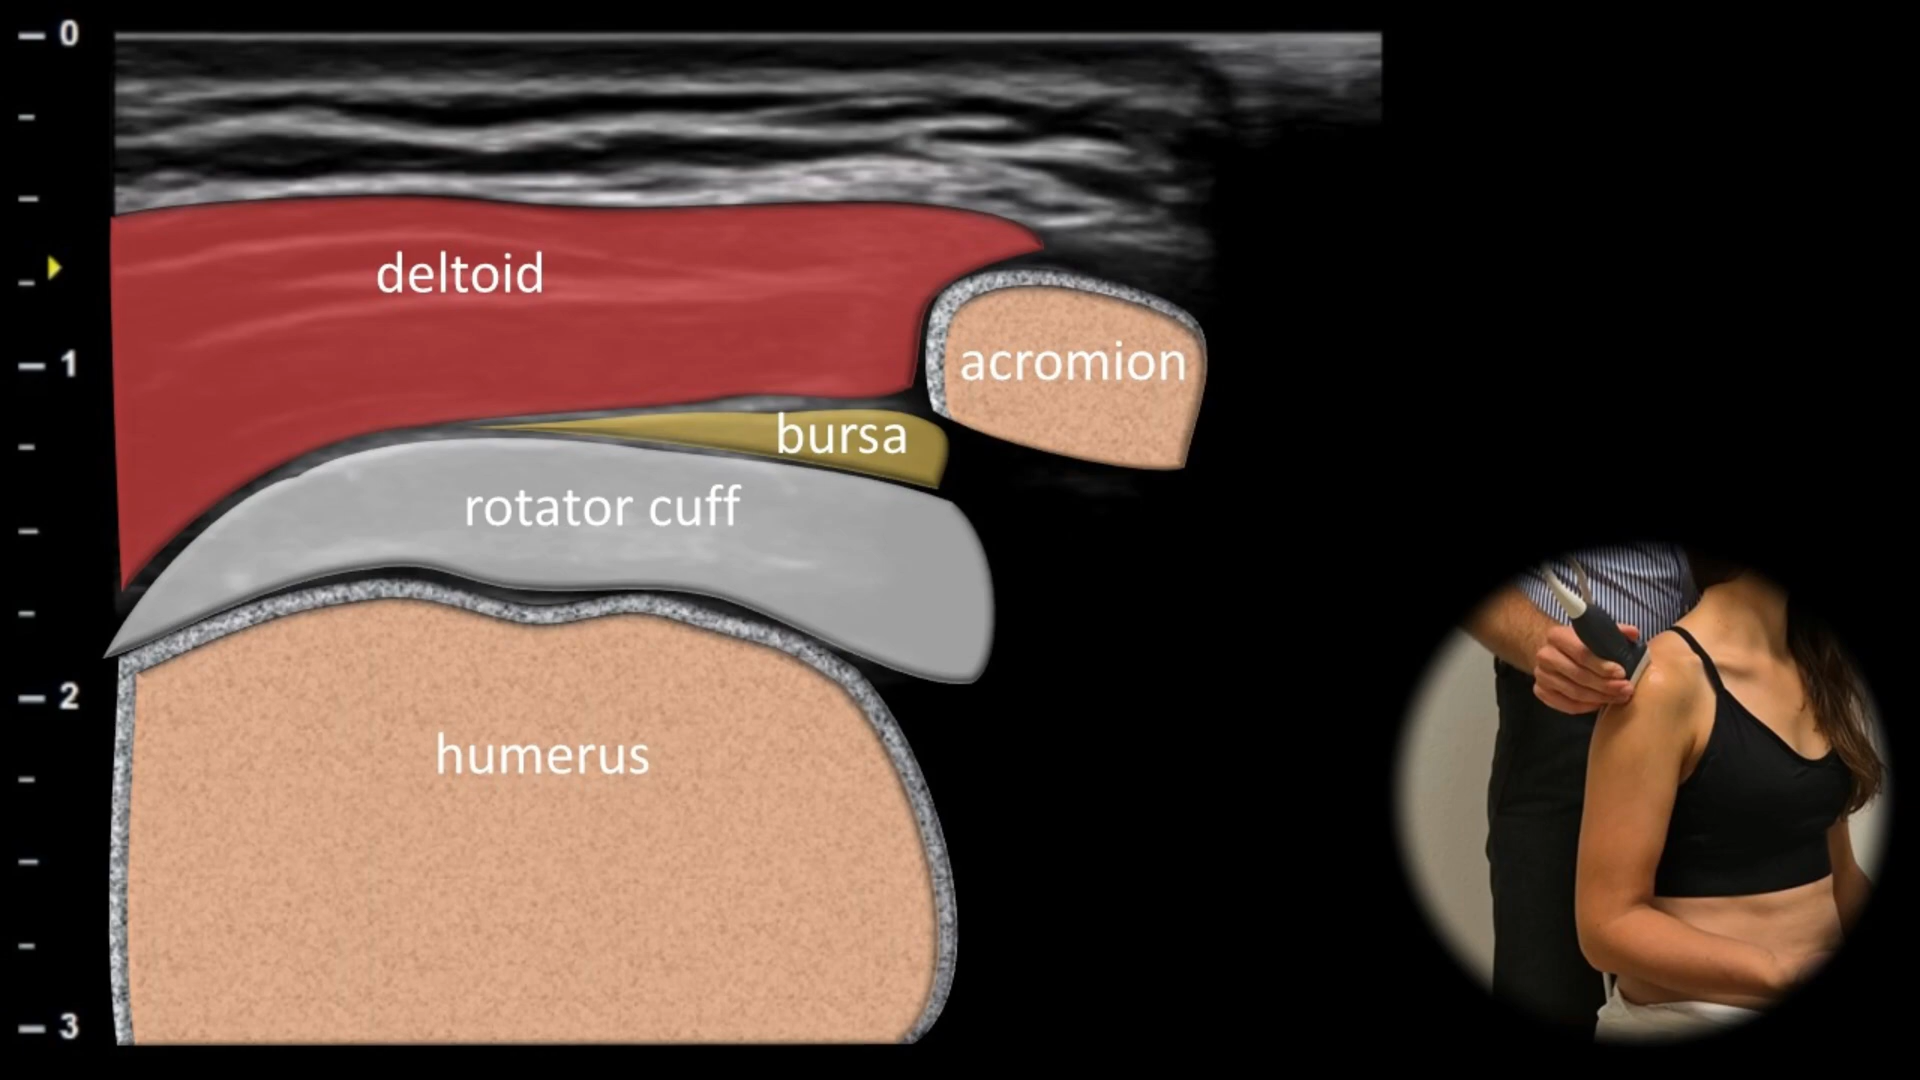 0
deltoid
1
acromion
bursa
rotator cuff
2
humerus
3